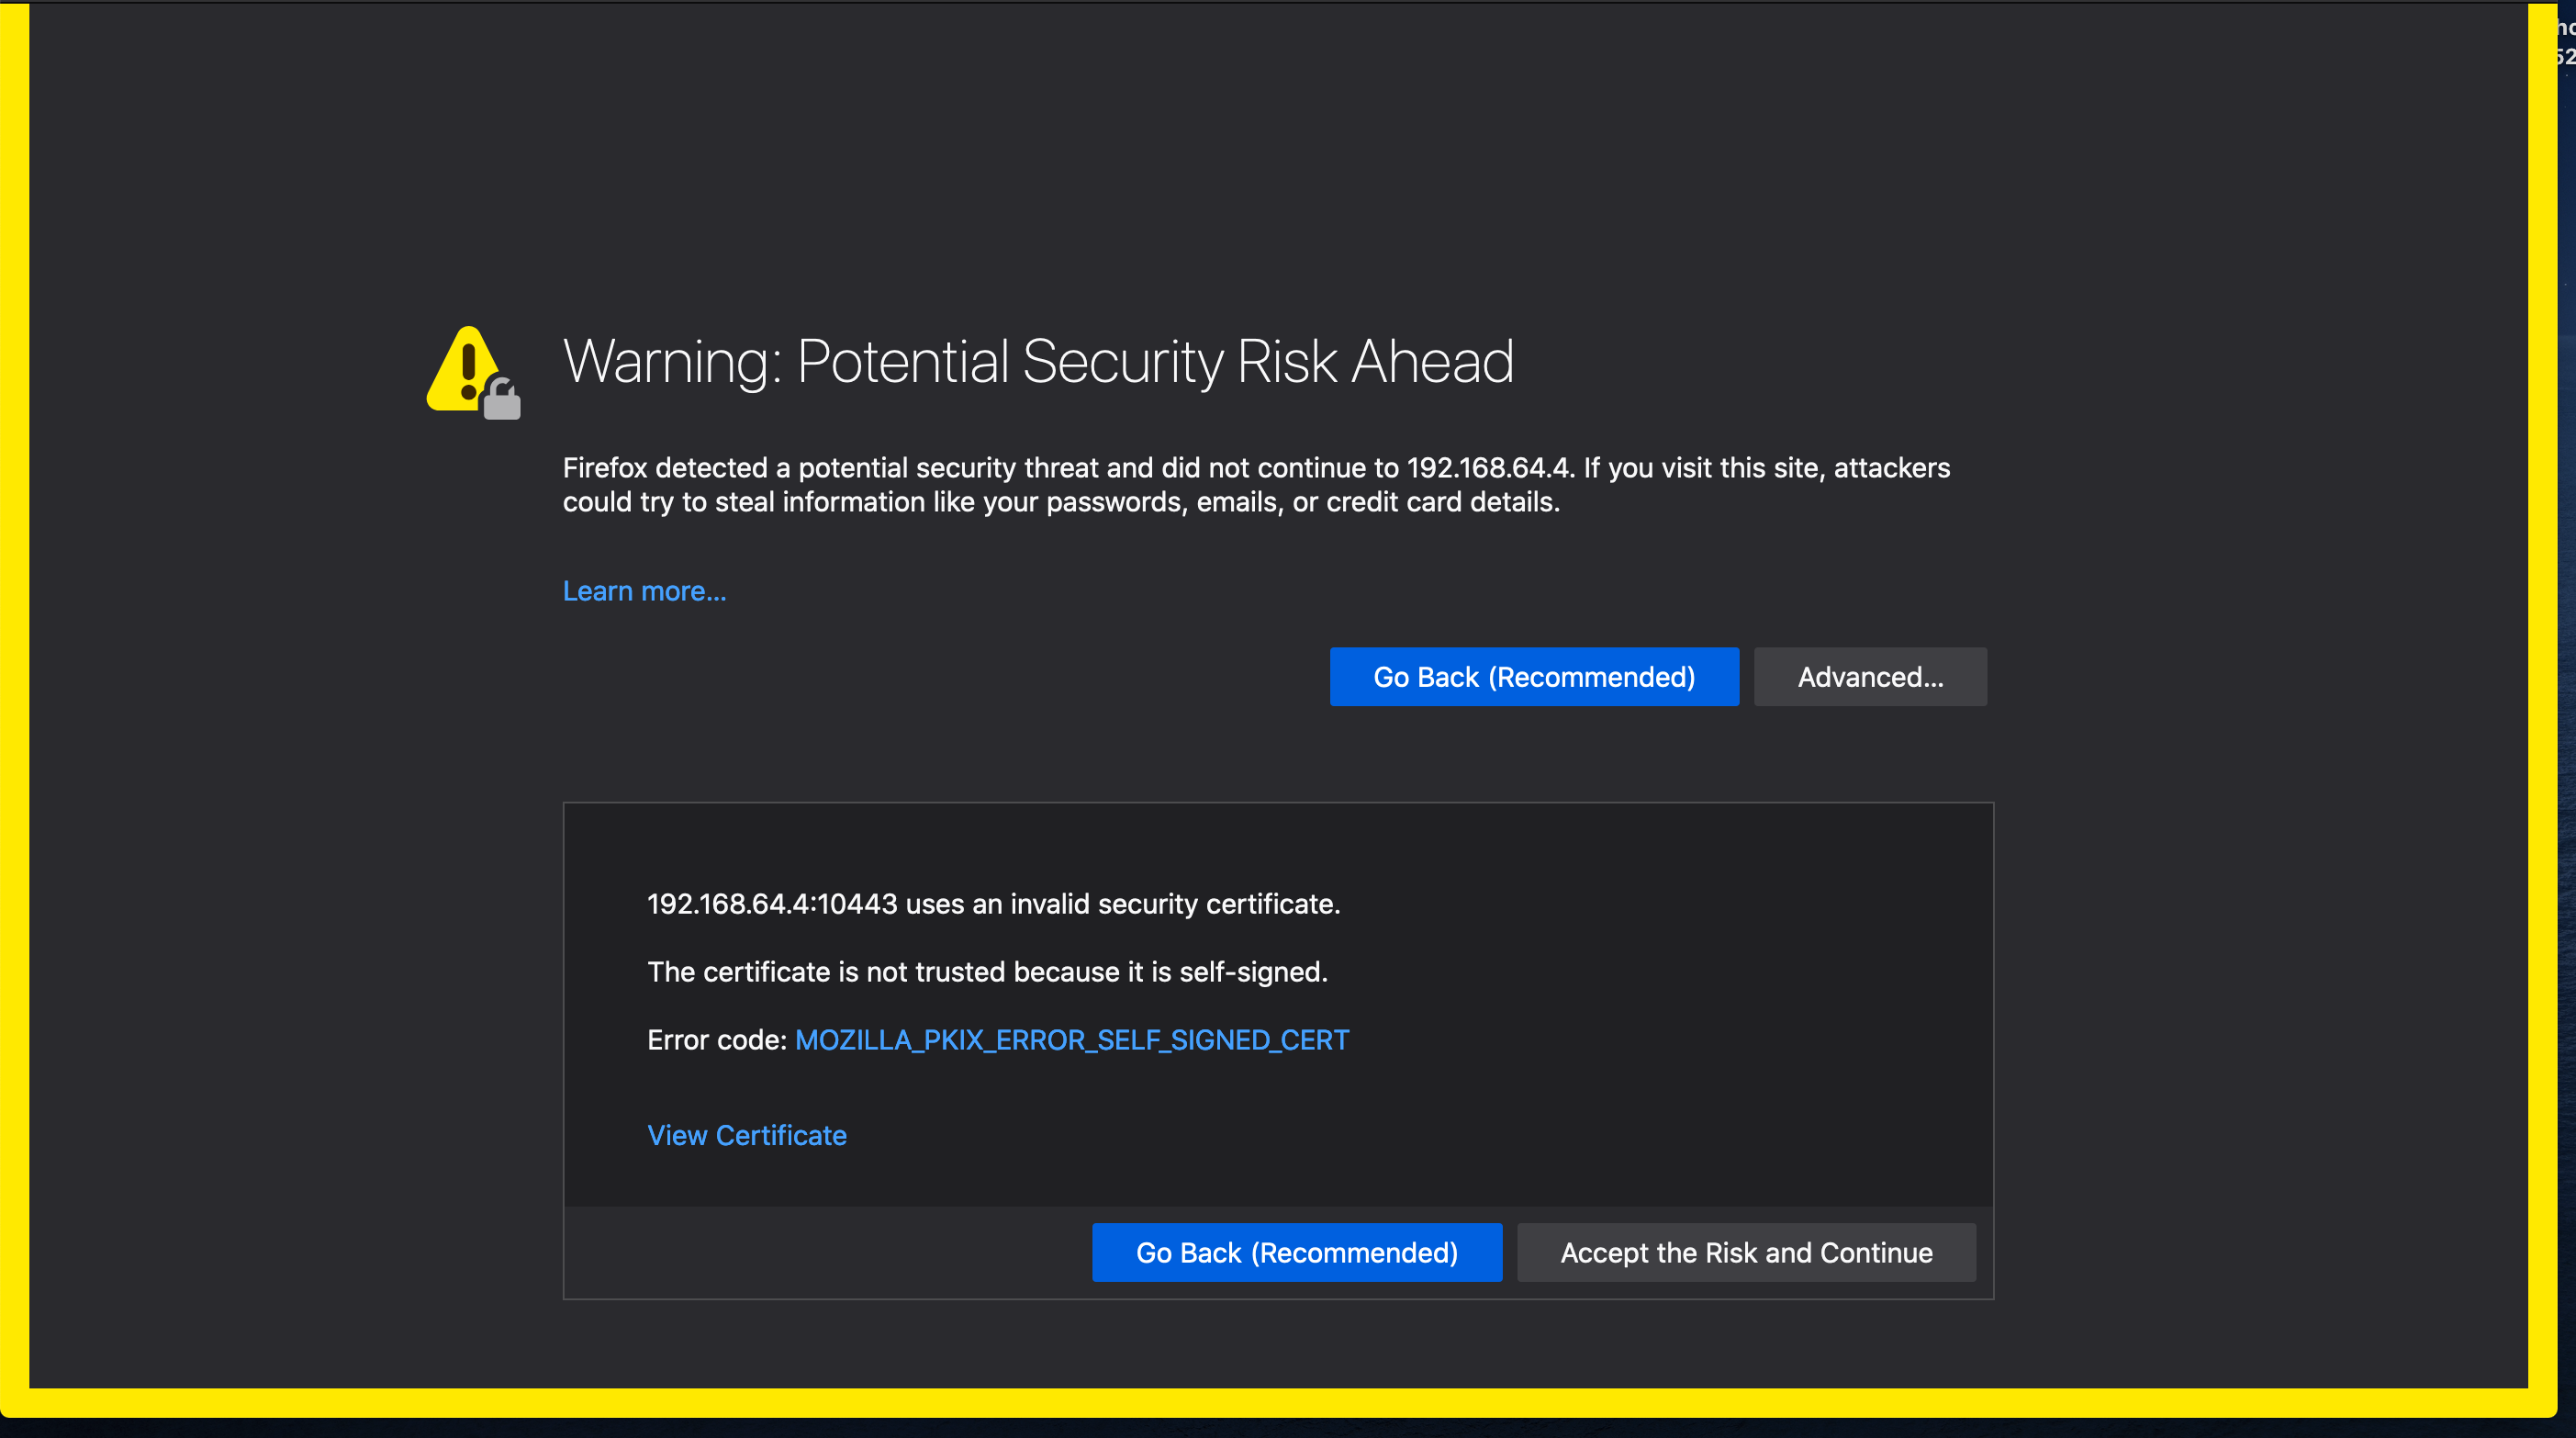 Warning: Potential Security Risk Ahead
Firefox detected a potential security threat and did not continue to 192.168.64.4. If you visit this site, attackers
could try to steal information like your passwords, emails, or credit card details.
Learn more...
Go Back (Recommended)
Advanced...
192.168.64.4:10443 uses an invalid security certificate.
The certificate is not trusted because it is self-signed.
Error code: MOZILLA_PKIX_ERROR_SELF_SIGNED_CERT
View Certificate
Go Back (Recommended)
Accept the Risk and Continue